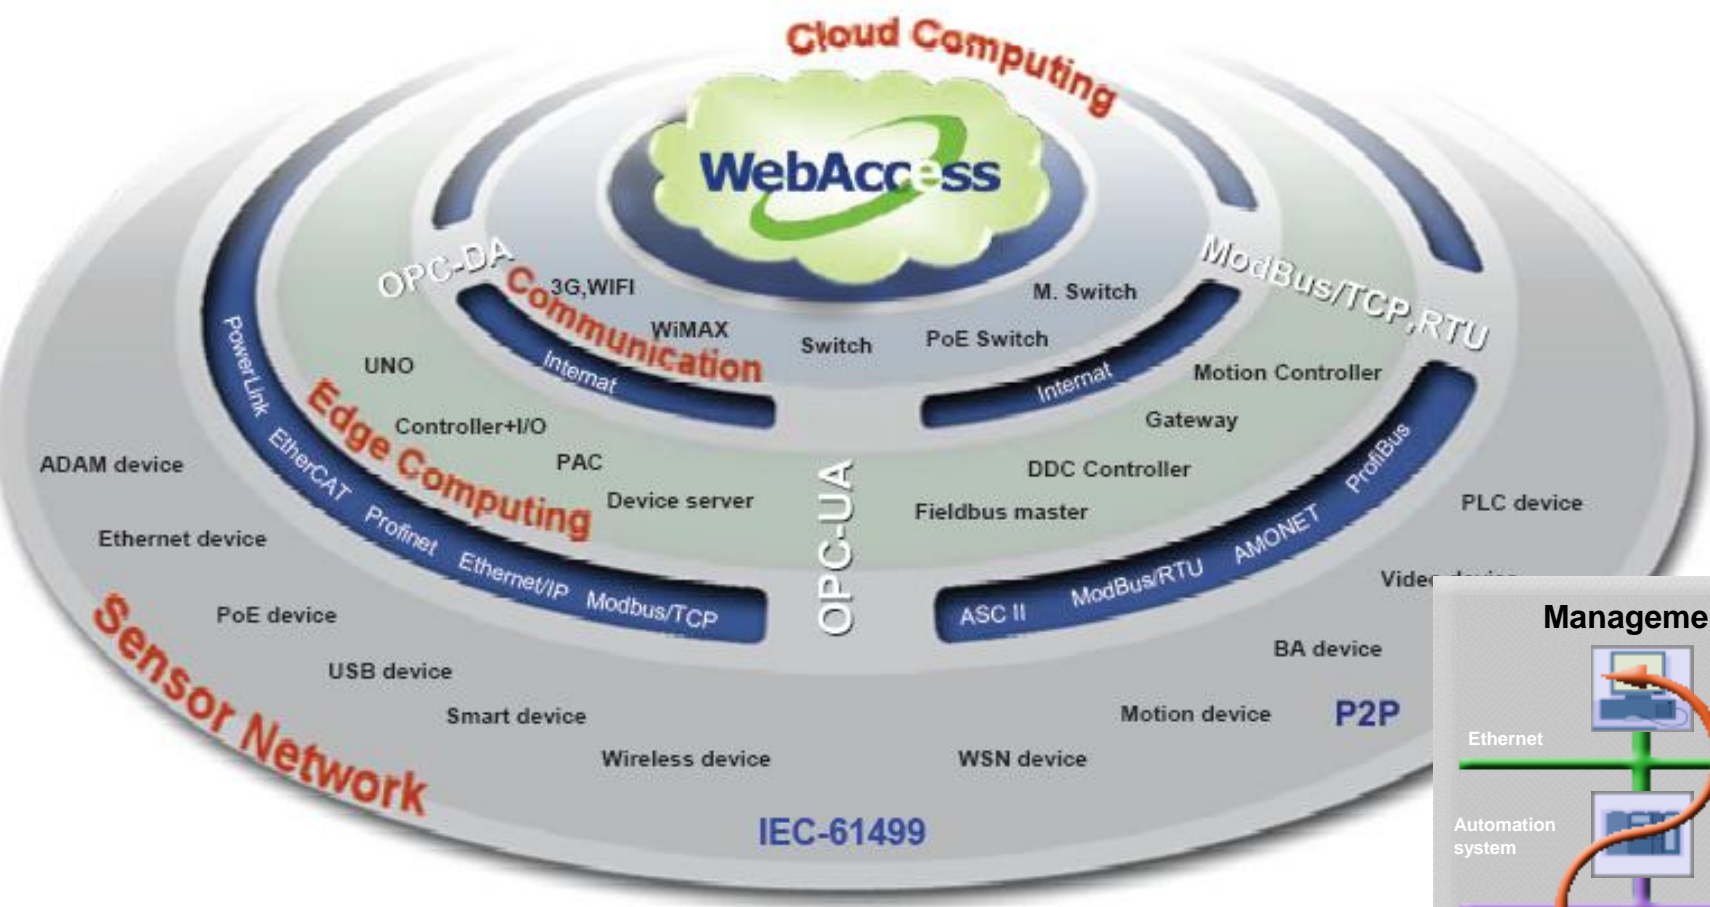 Cloud Computing
WebAccess
OPC-DA
ModBus/TCP,RTU
Communication
3G,WIFI
WiMAX
Switch
PoE Switch
M. Switch
Internat
Internat
UNO
Edge Computing
Controller+I/O
PAC
Device server
Motion Controller
Gateway
DDC Controller
Fieldbus master
OPC-UA
PowerLink
EtherCAT
Profinet
Ethernet/IP
Modbus/TCP
ASC II
ModBus/RTU
AMONET
ProfiBus
ADAM device
Ethernet device
PoE device
USB device
Smart device
Wireless device
WSN device
Motion device
BA device
Video device
PLC device
Sensor Network
P2P
IEC-61499
Manageme
Ethernet
Automation
system